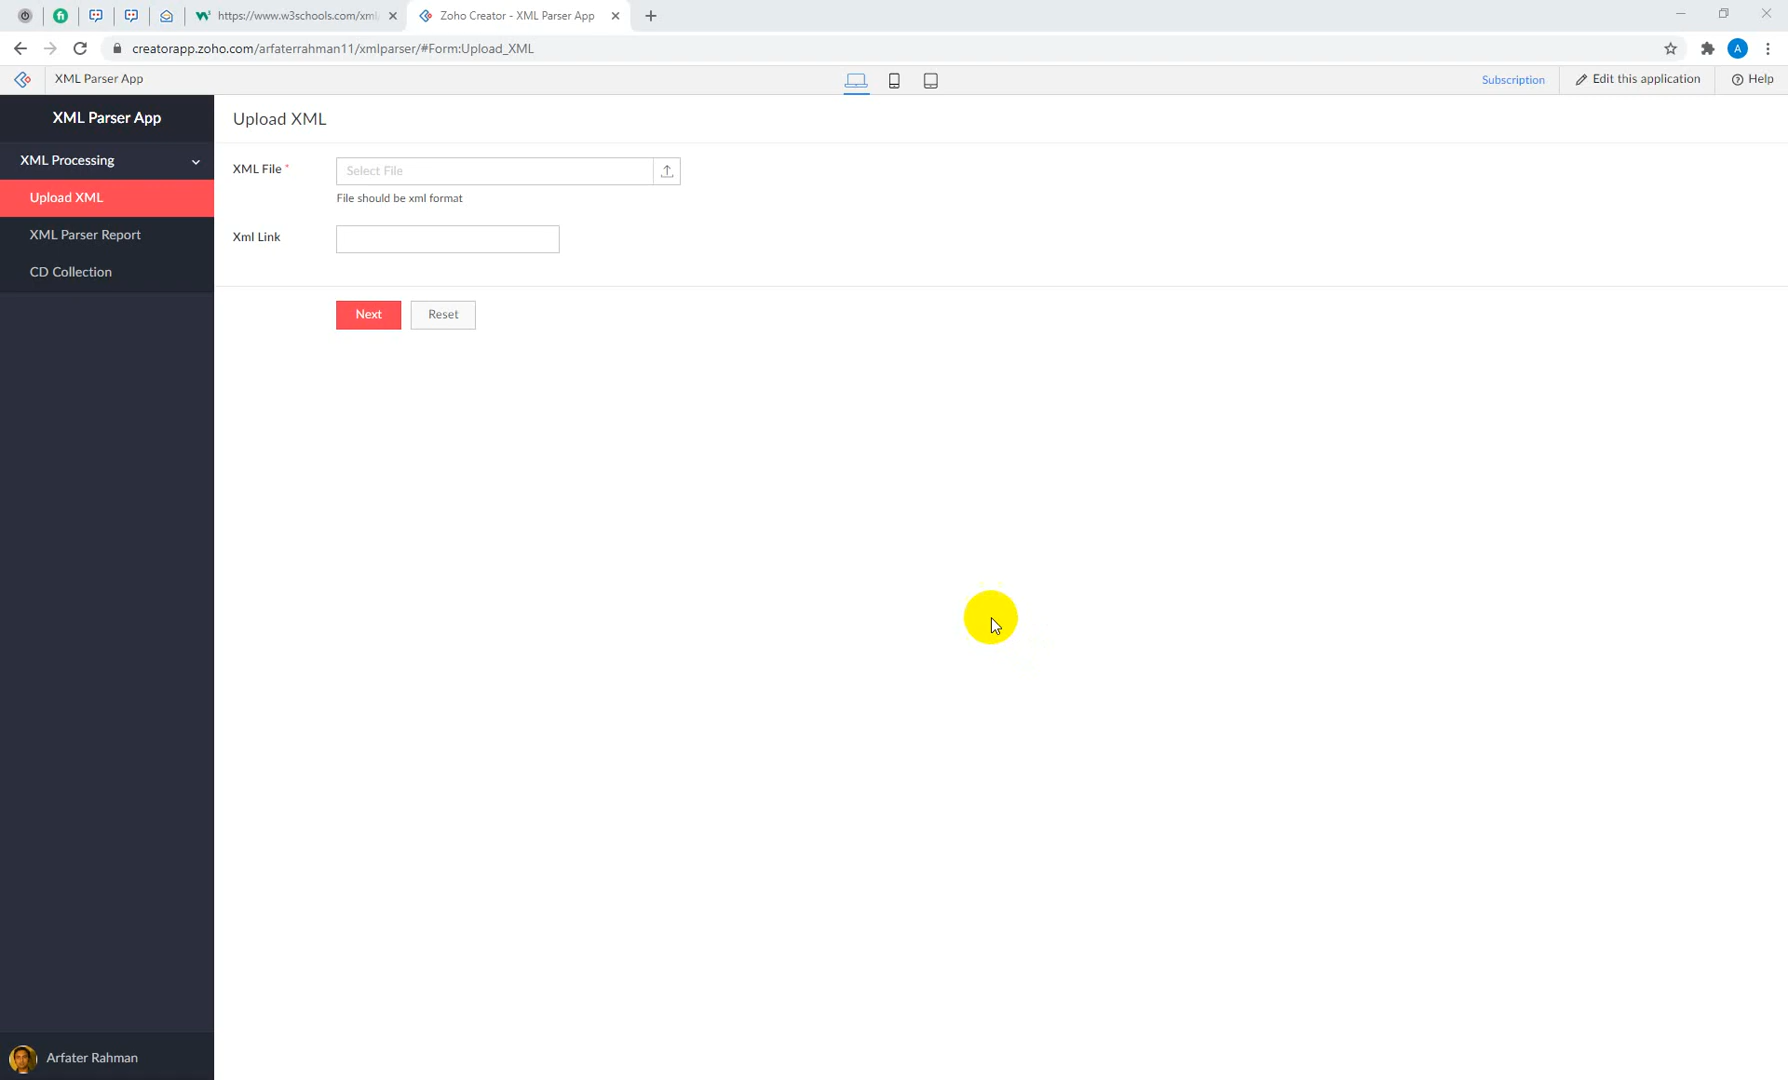 https://www.w3schools.com/xml
Zoho Creator - XML Parser App
creatorapp.zoho.com/arfaterrahman11/xmlparser/#Form:Upload_XML
A
XML Parser App
Subscription
Edit this application
Help
XML Parser App
Upload XML
XML Processing
XML File *
Select File
File should be xml format
Upload XML
XML Parser Report
Xml Link
CD Collection
Next
Reset
Arfater Rahman